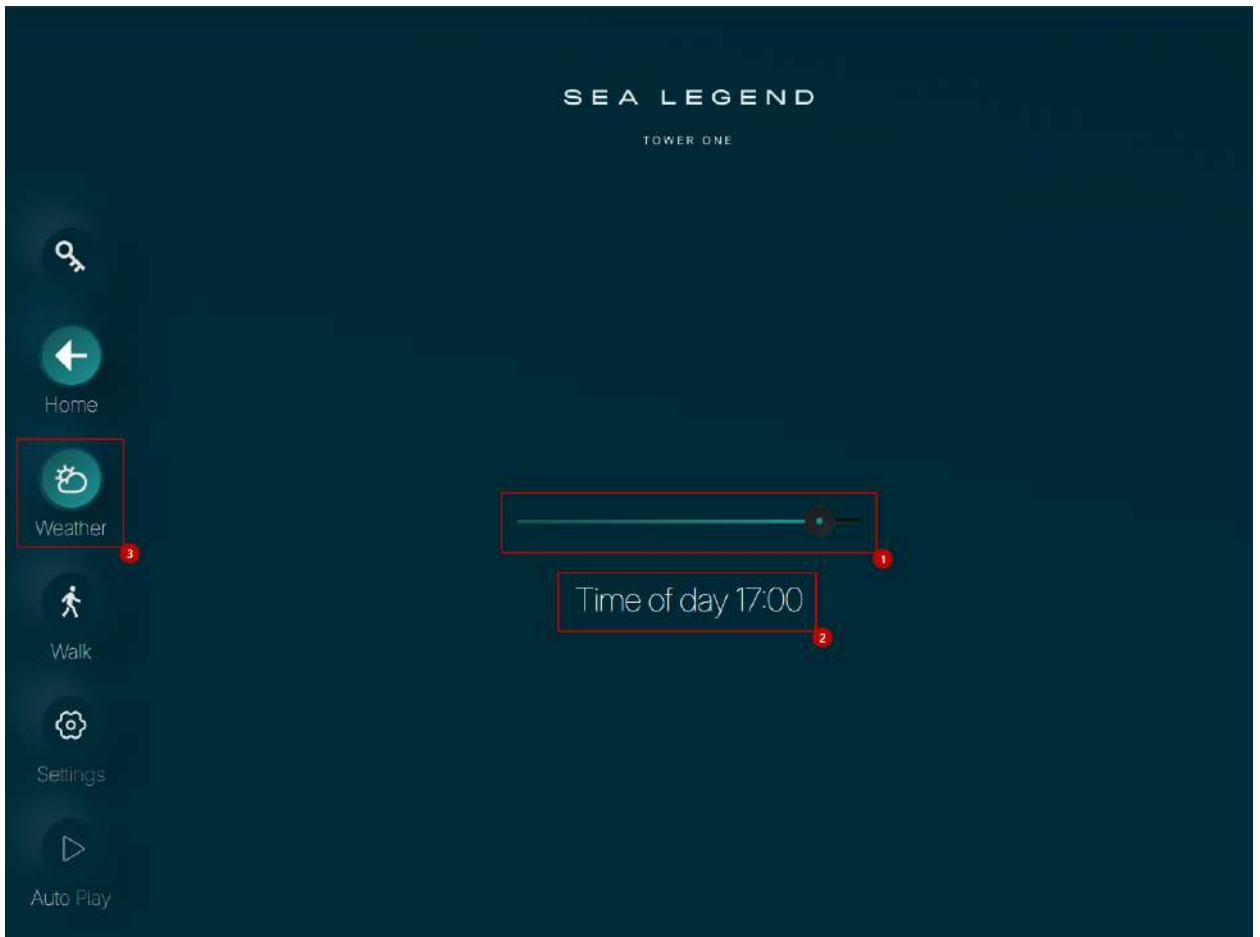 SEA LEGEND
TOWER ONE
Home
Weather
3
1
Time of day 17:00
2
Walk
Settings
Auto Play